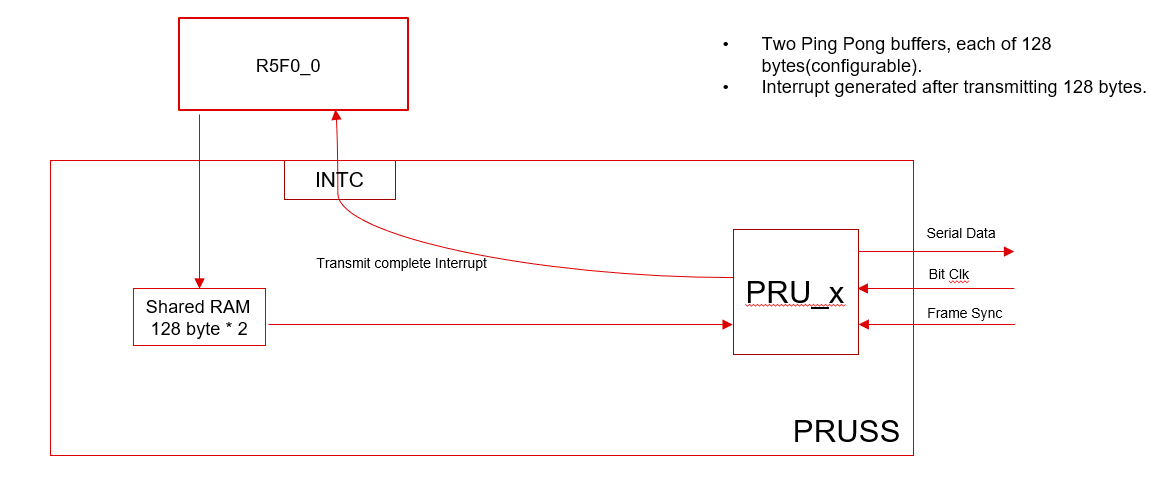 R5F0_0
• Two Ping Pong buffers, each of 128
bytes(configurable).
• Interrupt generated after transmitting 128 bytes.
INTC
Serial Data
Transmit complete Interrupt
Bit Clk
PRU_x
Shared RAM
128 byte * 2
Frame Sync
PRUSS